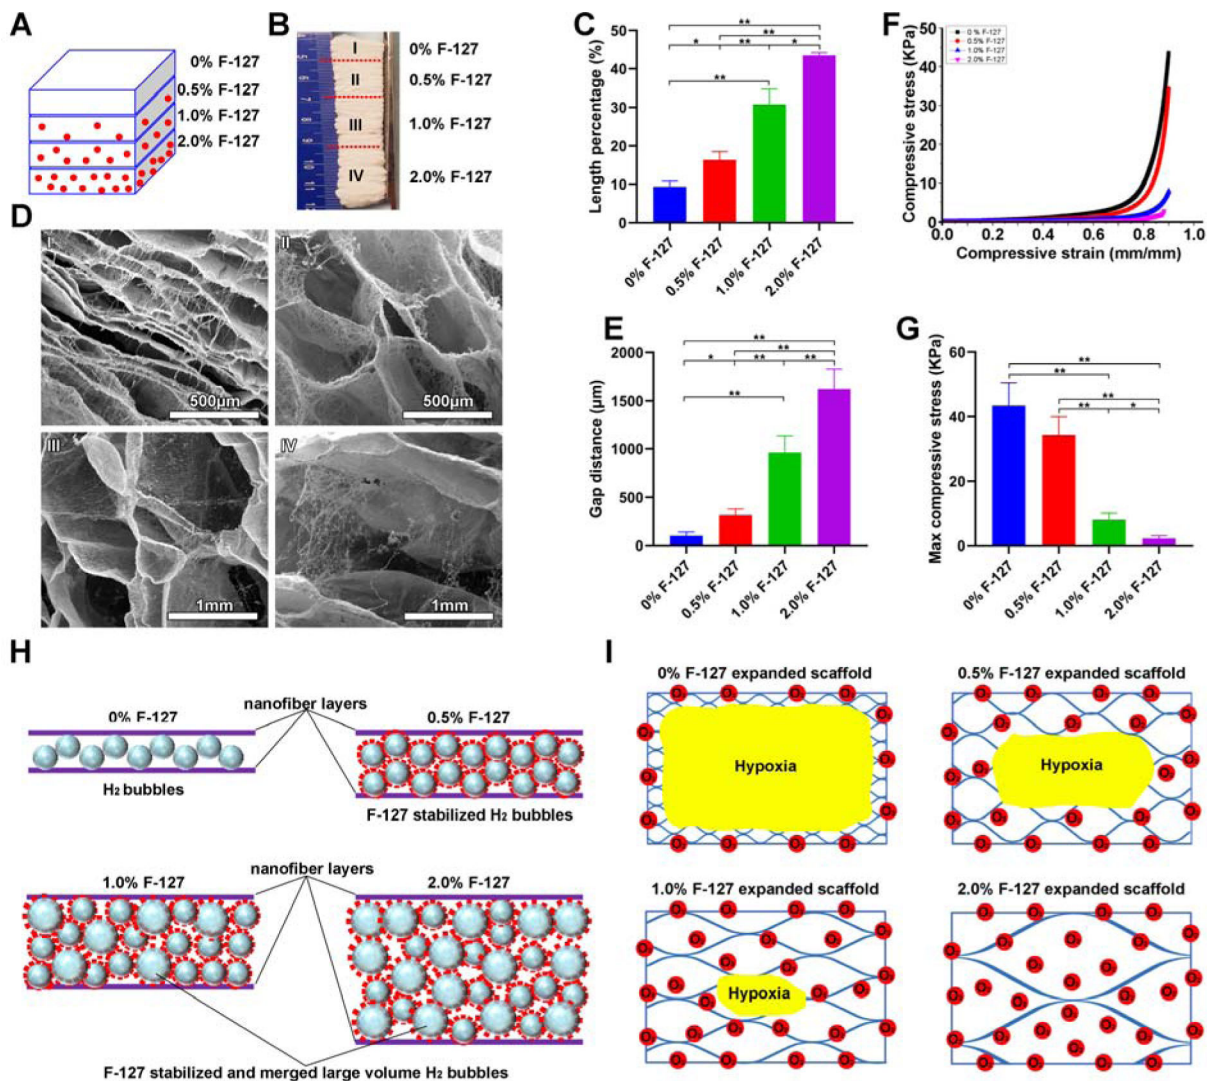 A
0% F-127
0.5% F-127
1.0% F-127
2.0% F-127
B
I
II
III
IV
0% F-127
0.5% F-127
1.0% F-127
2.0% F-127
C
Length percentage (%)
50
40
30
20
10
0
**
** **
* ** *
**
0% F-127
0.5% F-127
1.0% F-127
2.0% F-127
F
Compressive stress (KPa)
50
40
30
20
10
0
0 % F-127
0.5% F-127
1.0% F-127
2.0% F-127
0.0 0.2 0.4 0.6 0.8 1.0
Compressive strain (mm/mm)
D
I
500µm
II
500µm
III
1mm
IV
1mm
E
Gap distance (µm)
2000
1500
1000
500
0
**
**
* ** **
**
0% F-127
0.5% F-127
1.0% F-127
2.0% F-127
G
Max compressive stress (KPa)
60
40
20
0
**
**
**
** *
0% F-127
0.5% F-127
1.0% F-127
2.0% F-127
H
nanofiber layers
0% F-127
0.5% F-127
H2 bubbles
F-127 stabilized H2 bubbles
nanofiber layers
1.0% F-127
2.0% F-127
F-127 stabilized and merged large volume H2 bubbles
I
0% F-127 expanded scaffold
O2
Hypoxia
0.5% F-127 expanded scaffold
O2
Hypoxia
1.0% F-127 expanded scaffold
O2
Hypoxia
2.0% F-127 expanded scaffold
O2